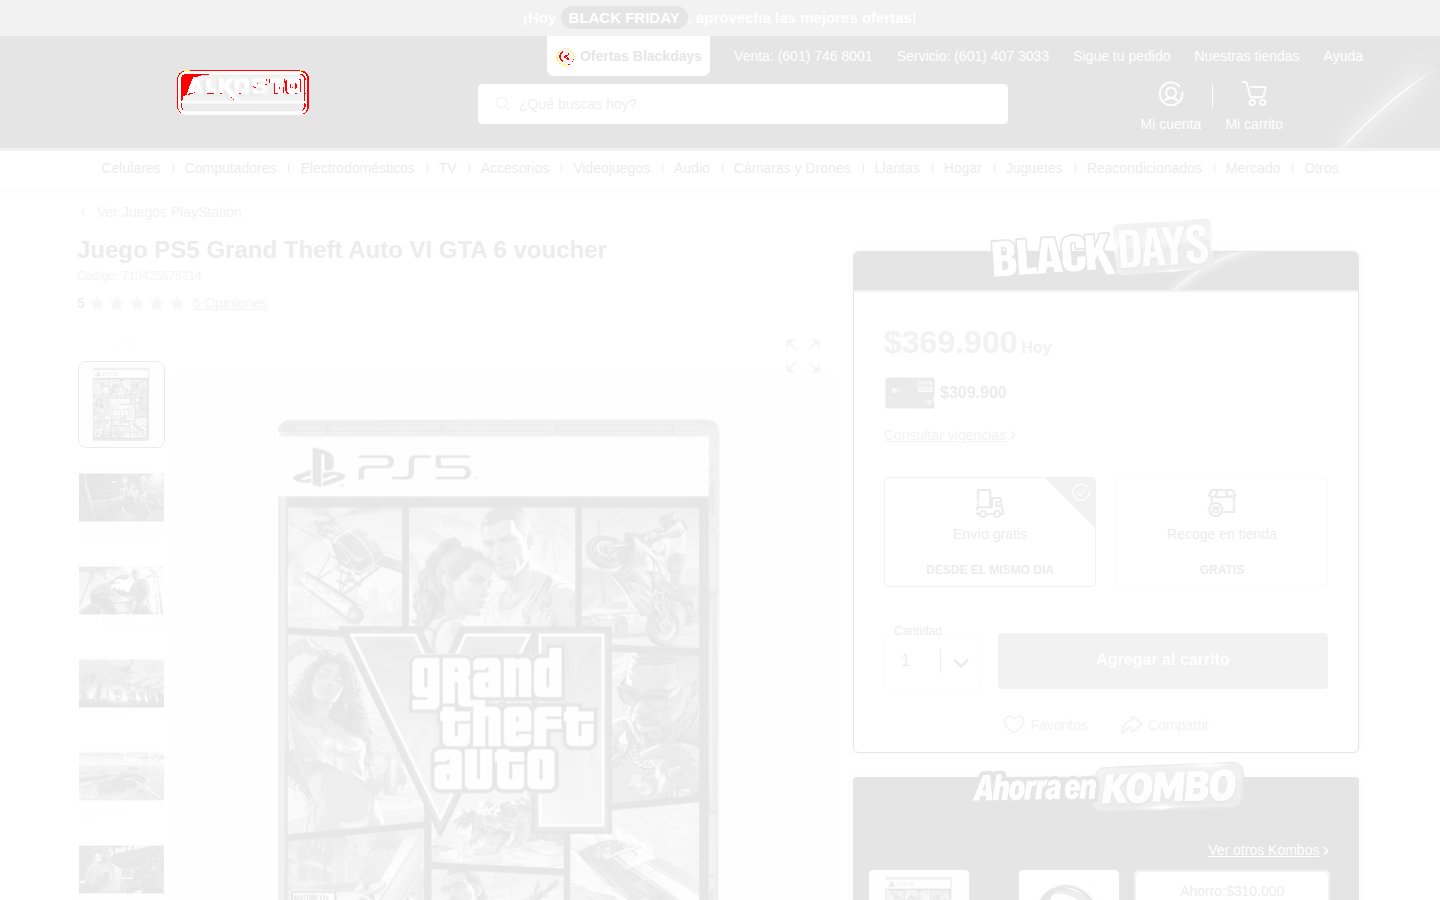 ¡Hoy BLACK FRIDAY, aprovecha las mejores ofertas!
Ofertas Blackdays
Venta: (601) 746 8001
Servicio: (601) 407 3033
Sigue tu pedido
Nuestras tiendas
Ayuda
ALKOSTO
¿Qué buscas hoy?
Mi cuenta
Mi carrito
Celulares
Computadores
Electrodomésticos
TV
Accesorios
Videojuegos
Audio
Cámaras y Drones
Llantas
Hogar
Juguetes
Reacondicionados
Mercado
Otros
Ver Juegos PlayStation
Juego PS5 Grand Theft Auto VI GTA 6 voucher
Código: 710425678314
5
6 Opiniones
PS5
grand
theft
auto
VI
BLACK DAYS
$369.900 Hoy
$309.900
Consultar vigencias
Envío gratis
DESDE EL MISMO DÍA
Recoge en tienda
GRATIS
Cantidad
1
Agregar al carrito
Favoritos
Compartir
Ahorra en KOMBO
Ver otros Kombos
Ahorro:$310.000